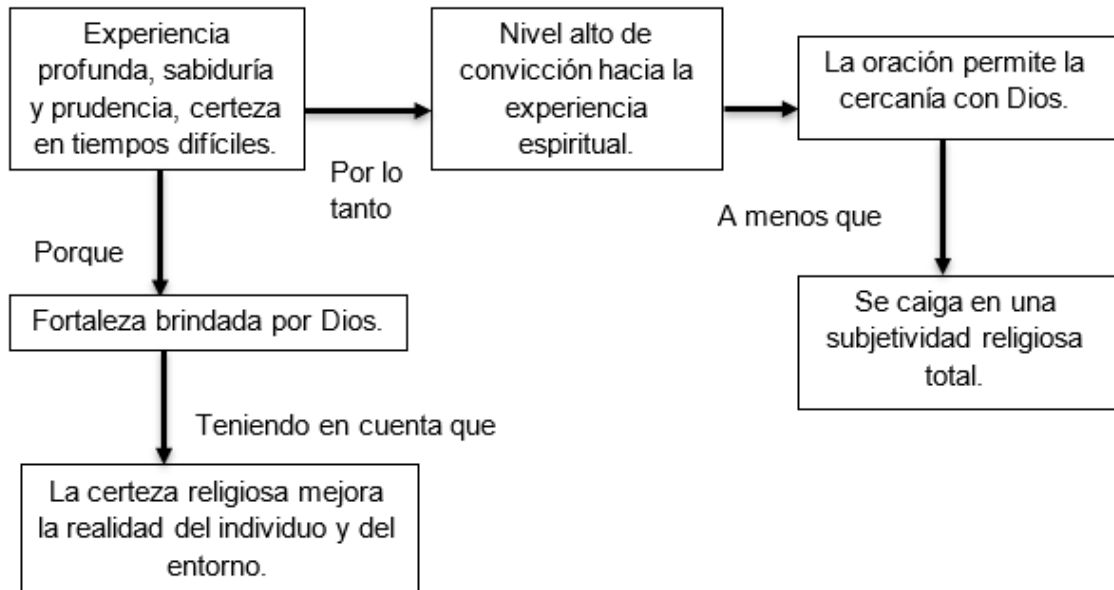 Experiencia
profunda, sabiduría
y prudencia, certeza
en tiempos difíciles.
Por lo
tanto
Nivel alto de
convicción hacia la
experiencia
espiritual.
La oración permite la
cercanía con Dios.
A menos que
Se caiga en una
subjetividad religiosa
total.
Porque
Fortaleza brindada por Dios.
Teniendo en cuenta que
La certeza religiosa mejora
la realidad del individuo y del
entorno.